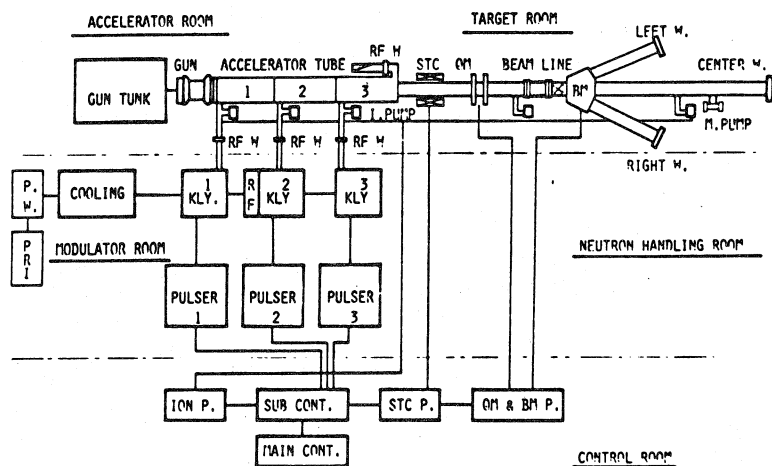 ACCELERATOR ROOM
TARGET ROOM
LEFT W.
GUN
ACCELERATOR TUBE
RF W
STC
QM
BEAM LINE
CENTER W.
GUN TUNK
1
2
3
BM
I.PUMP
M.PUMP
RF W
RF W
RF W
RIGHT W.
P. W.
COOLING
1 KLY.
R F
2 KLY
3 KLY
P R I
MODULATOR ROOM
NEUTRON HANDLING ROOM
PULSER 1
PULSER 2
PULSER 3
ION P.
SUB CONT.
STC P.
QM & BM P.
MAIN CONT.
CONTROL ROOM